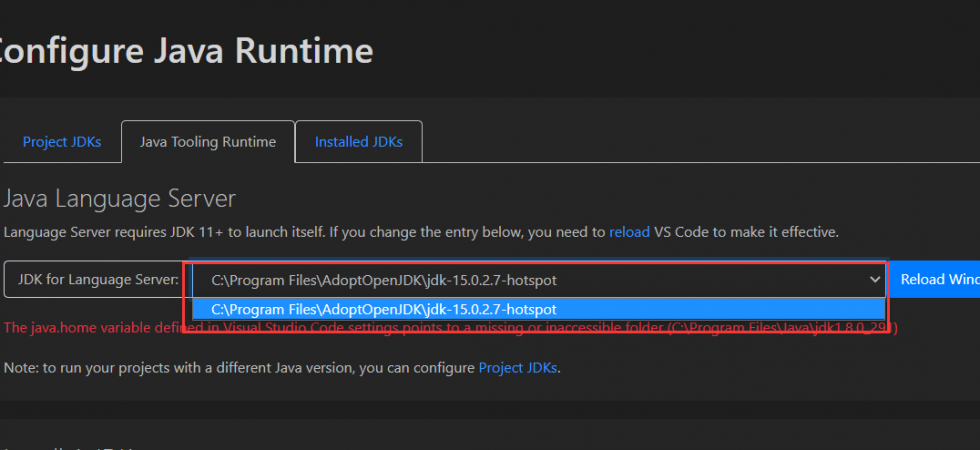 Configure Java Runtime
Project JDKs Java Tooling Runtime Installed JDKs
Java Language Server
Language Server requires JDK 11+ to launch itself. If you change the entry below, you need to reload VS Code to make it effective.
JDK for Language Server: C:\Program Files\AdoptOpenJDK\jdk-15.0.2.7-hotspot Reload Wind
C:\Program Files\AdoptOpenJDK\jdk-15.0.2.7-hotspot
The java.home variable defined in Visual Studio Code settings points to a missing or inaccessible folder (C:\Program Files\Java\jdk1.8.0_291)
Note: to run your projects with a different Java version, you can configure Project JDKs.